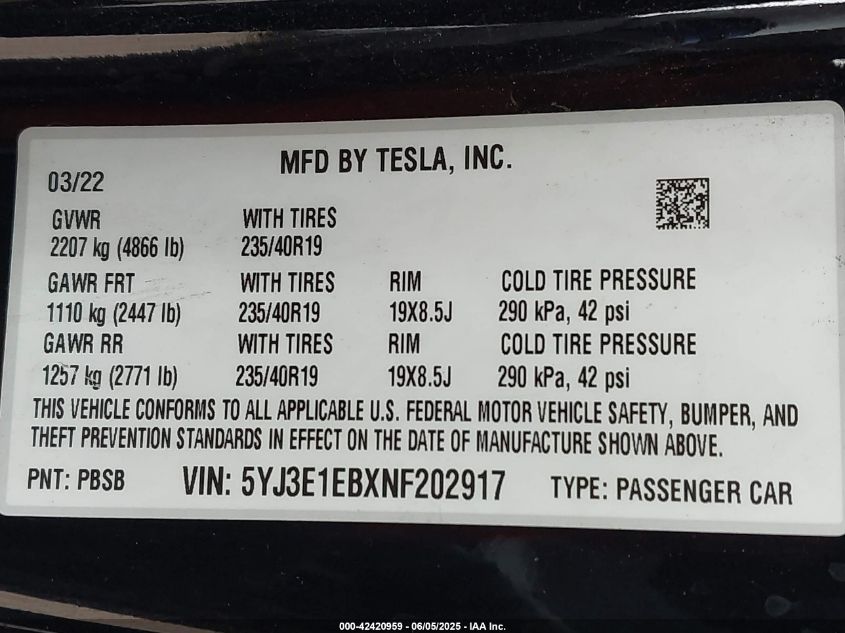 MFD BY TESLA, INC.
03/22
GVWR WITH TIRES
2207 kg (4866 lb) 235/40R19
GAWR FRT WITH TIRES RIM COLD TIRE PRESSURE
1110 kg (2447 lb) 235/40R19 19X8.5J 290 kPa, 42 psi
GAWR RR WITH TIRES RIM COLD TIRE PRESSURE
1257 kg (2771 lb) 235/40R19 19X8.5J 290 kPa, 42 psi
THIS VEHICLE CONFORMS TO ALL APPLICABLE U.S. FEDERAL MOTOR VEHICLE SAFETY, BUMPER, AND
THEFT PREVENTION STANDARDS IN EFFECT ON THE DATE OF MANUFACTURE SHOWN ABOVE.
PNT: PBSB VIN: 5YJ3E1EBXNF202917 TYPE: PASSENGER CAR
000-42420959 - 06/05/2025 - IAA Inc.